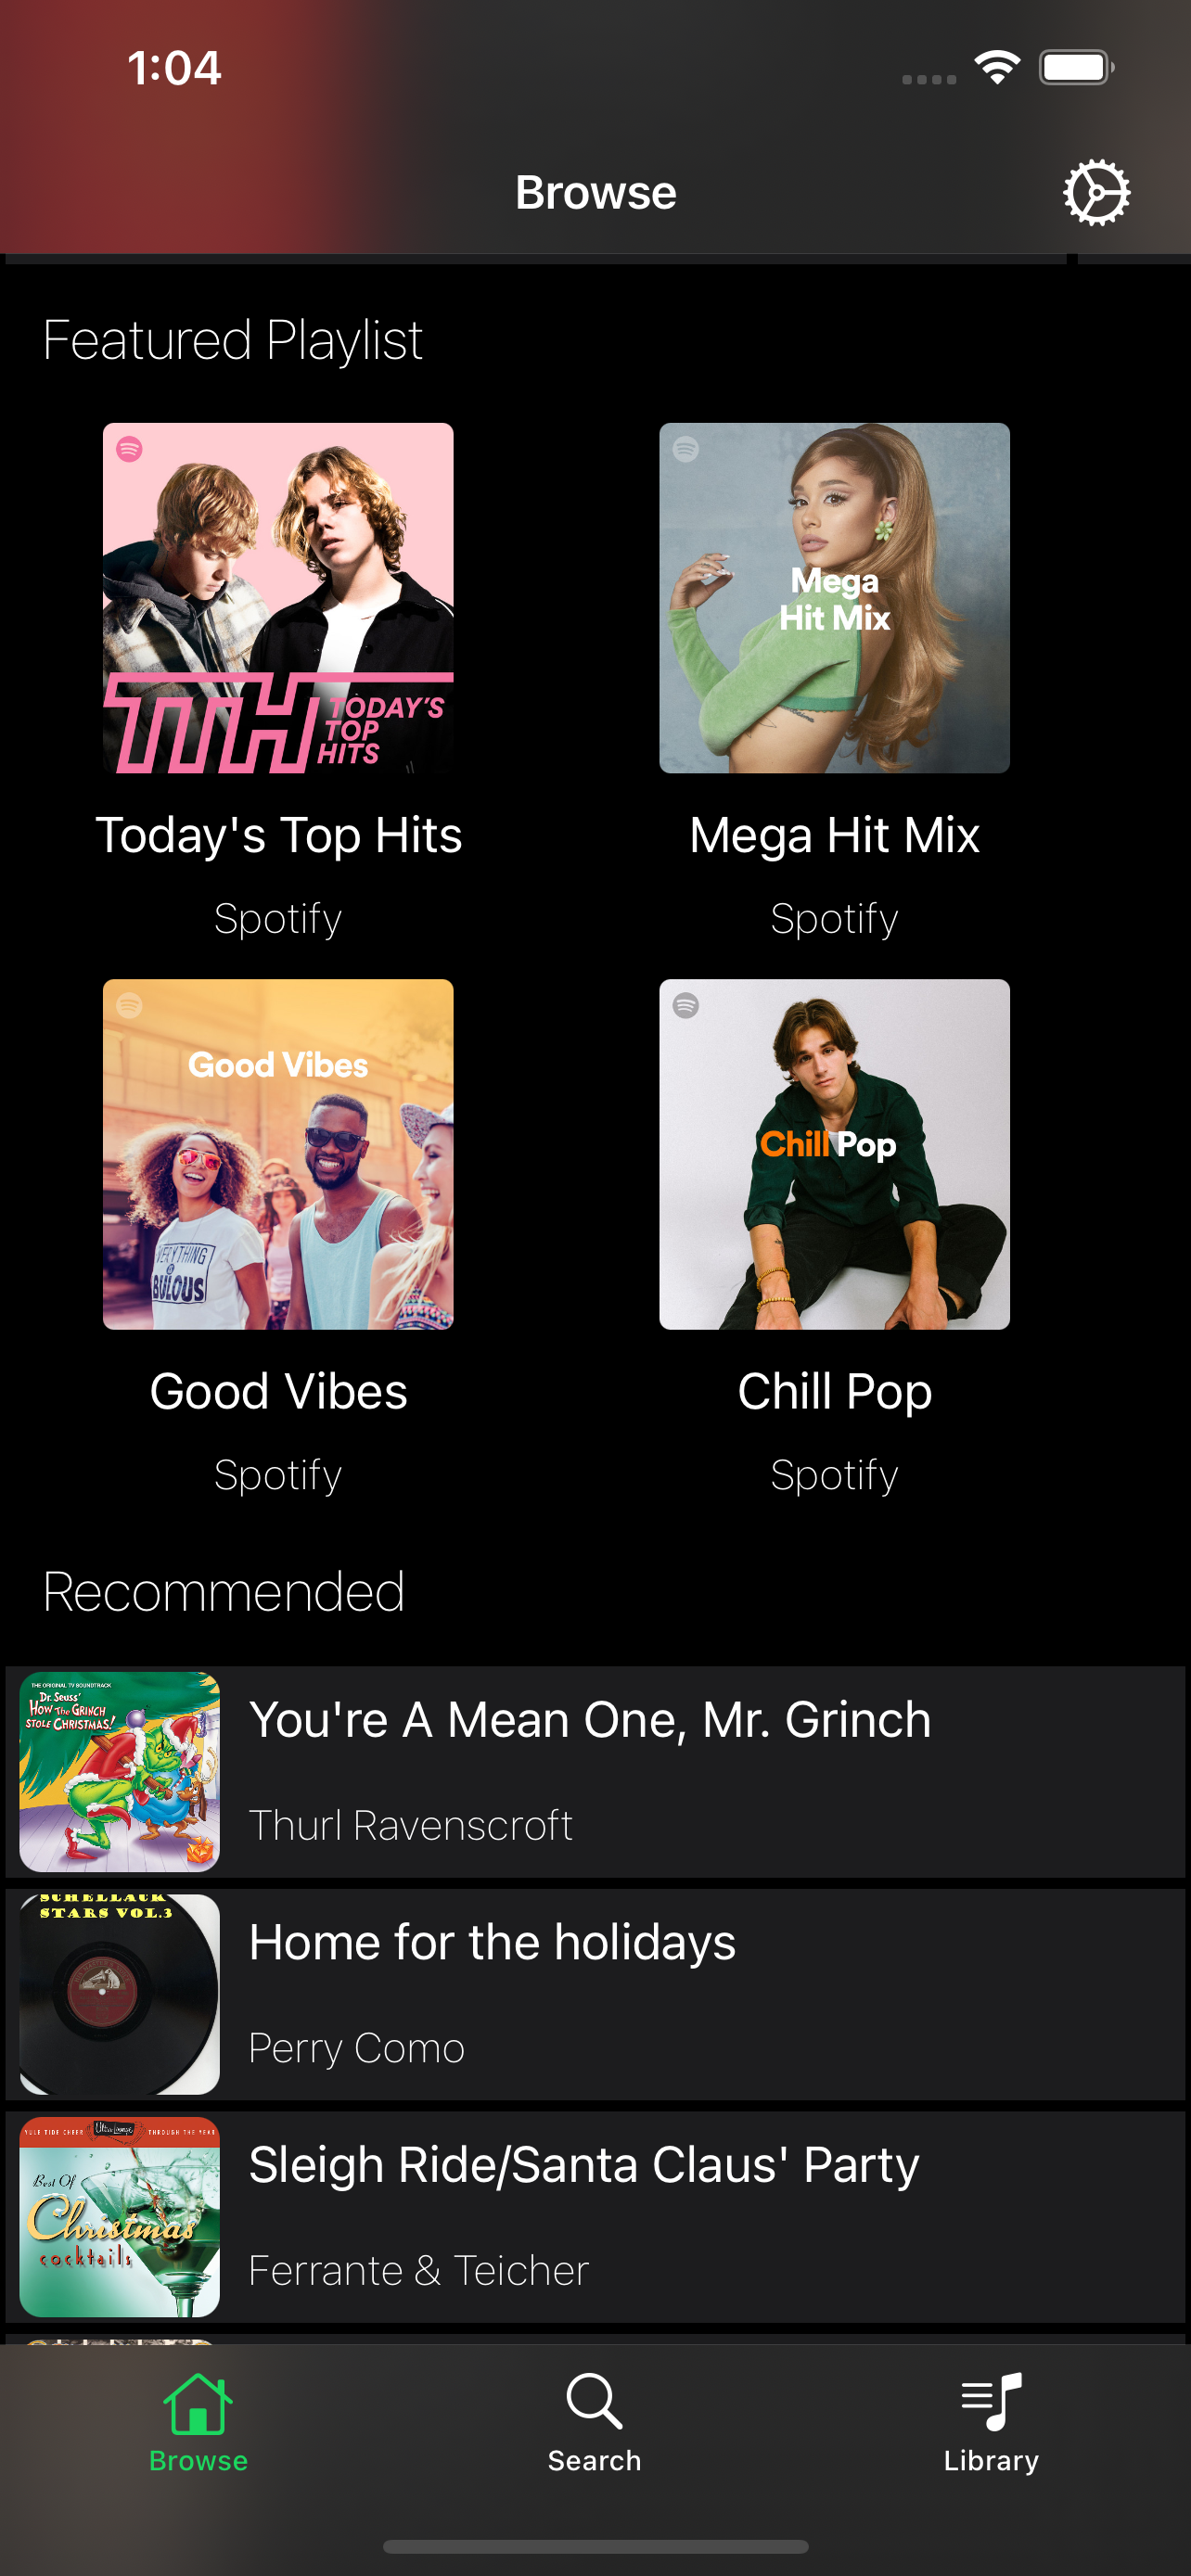 1:04
Browse
Featured Playlist
TTH
TODAY'S
TOP
HITS
Mega
Hit Mix
Today's Top Hits
Mega Hit Mix
Spotify
Spotify
Good Vibes
EVERYTHING
IS
BULOUS
Chill Pop
Good Vibes
Chill Pop
Spotify
Spotify
Recommended
THE ORIGINAL TV SOUNDTRACK
Dr. Seuss'
HOW THE GRINCH
STOLE CHRISTMAS!
You're A Mean One, Mr. Grinch
Thurl Ravenscroft
SCHELLACK
STARS VOL.3
Home for the holidays
Perry Como
YULE TIDE CHEER Ultra-Lounge THROUGH THE YEAR
Best Of
Christmas
cocktails
Sleigh Ride/Santa Claus' Party
Ferrante & Teicher
Browse
Search
Library